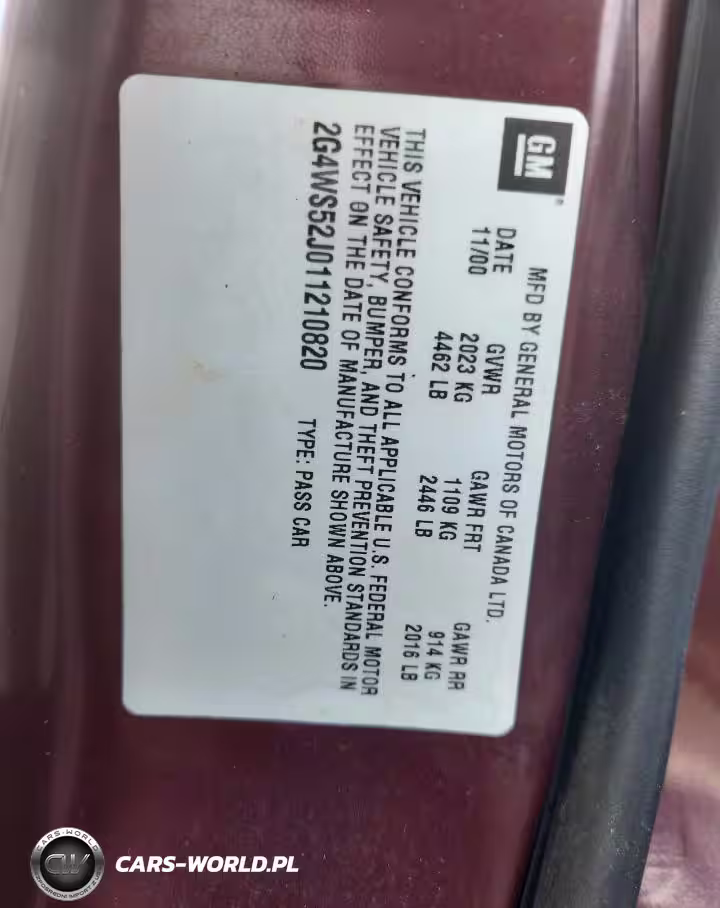 GM
MFD BY GENERAL MOTORS OF CANADA LTD.
DATE GVWR GAWR FRT GAWR RR
11/00 2023 KG 1109 KG 914 KG
4462 LB 2446 LB 2016 LB
THIS VEHICLE CONFORMS TO ALL APPLICABLE U.S. FEDERAL MOTOR
VEHICLE SAFETY, BUMPER, AND THEFT PREVENTION STANDARDS IN
EFFECT ON THE DATE OF MANUFACTURE SHOWN ABOVE.
2G4WS52J011210820 TYPE: PASS CAR
CARS-WORLD
CW
CARS-WORLD.PL